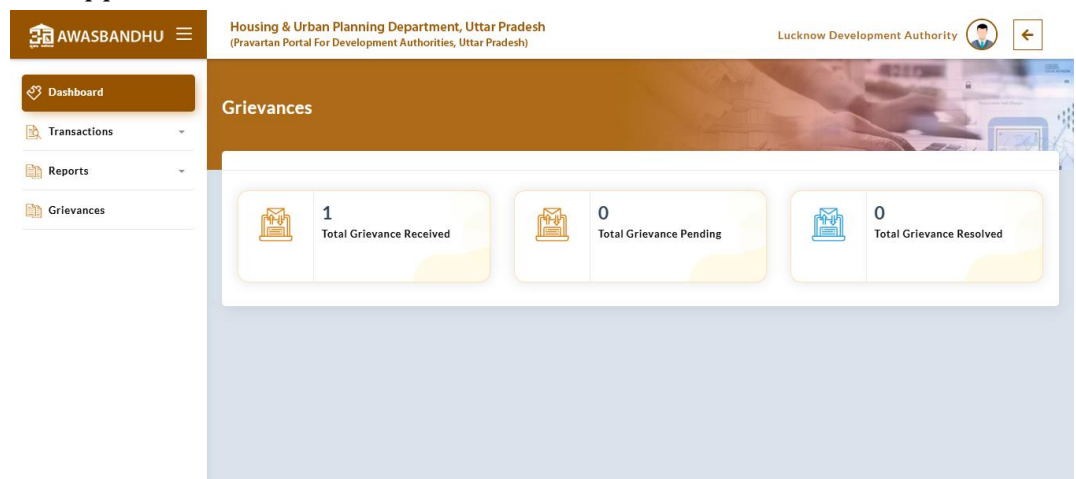 AWASBANDHU
Housing & Urban Planning Department, Uttar Pradesh
(Pravartan Portal For Development Authorities, Uttar Pradesh)
Lucknow Development Authority
Dashboard
Transactions
Reports
Grievances
Grievances
1
Total Grievance Received
0
Total Grievance Pending
0
Total Grievance Resolved